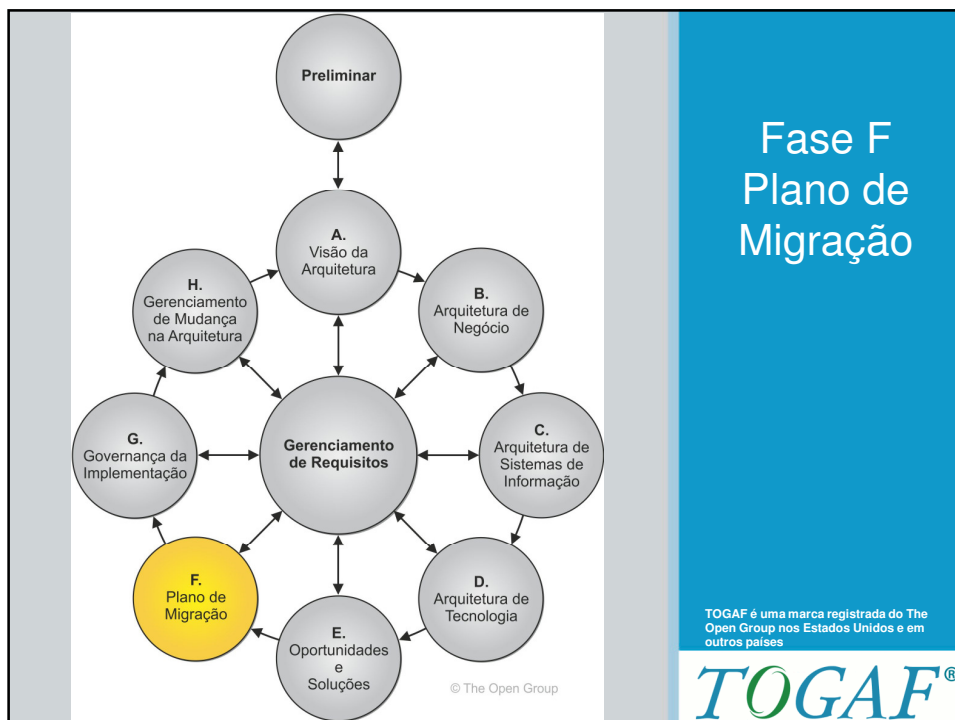 Preliminar
A.
Visão da
Arquitetura
H.
Gerenciamento
de Mudança
na Arquitetura
B.
Arquitetura de
Negócio
G.
Governança da
Implementação
Gerenciamento
de Requisitos
C.
Arquitetura de
Sistemas de
Informação
F.
Plano de
Migração
D.
Arquitetura de
Tecnologia
E.
Oportunidades
e
Soluções
© The Open Group
Fase F
Plano de
Migração
TOGAF é uma marca registrada do The
Open Group nos Estados Unidos e em
outros países
TOGAF®